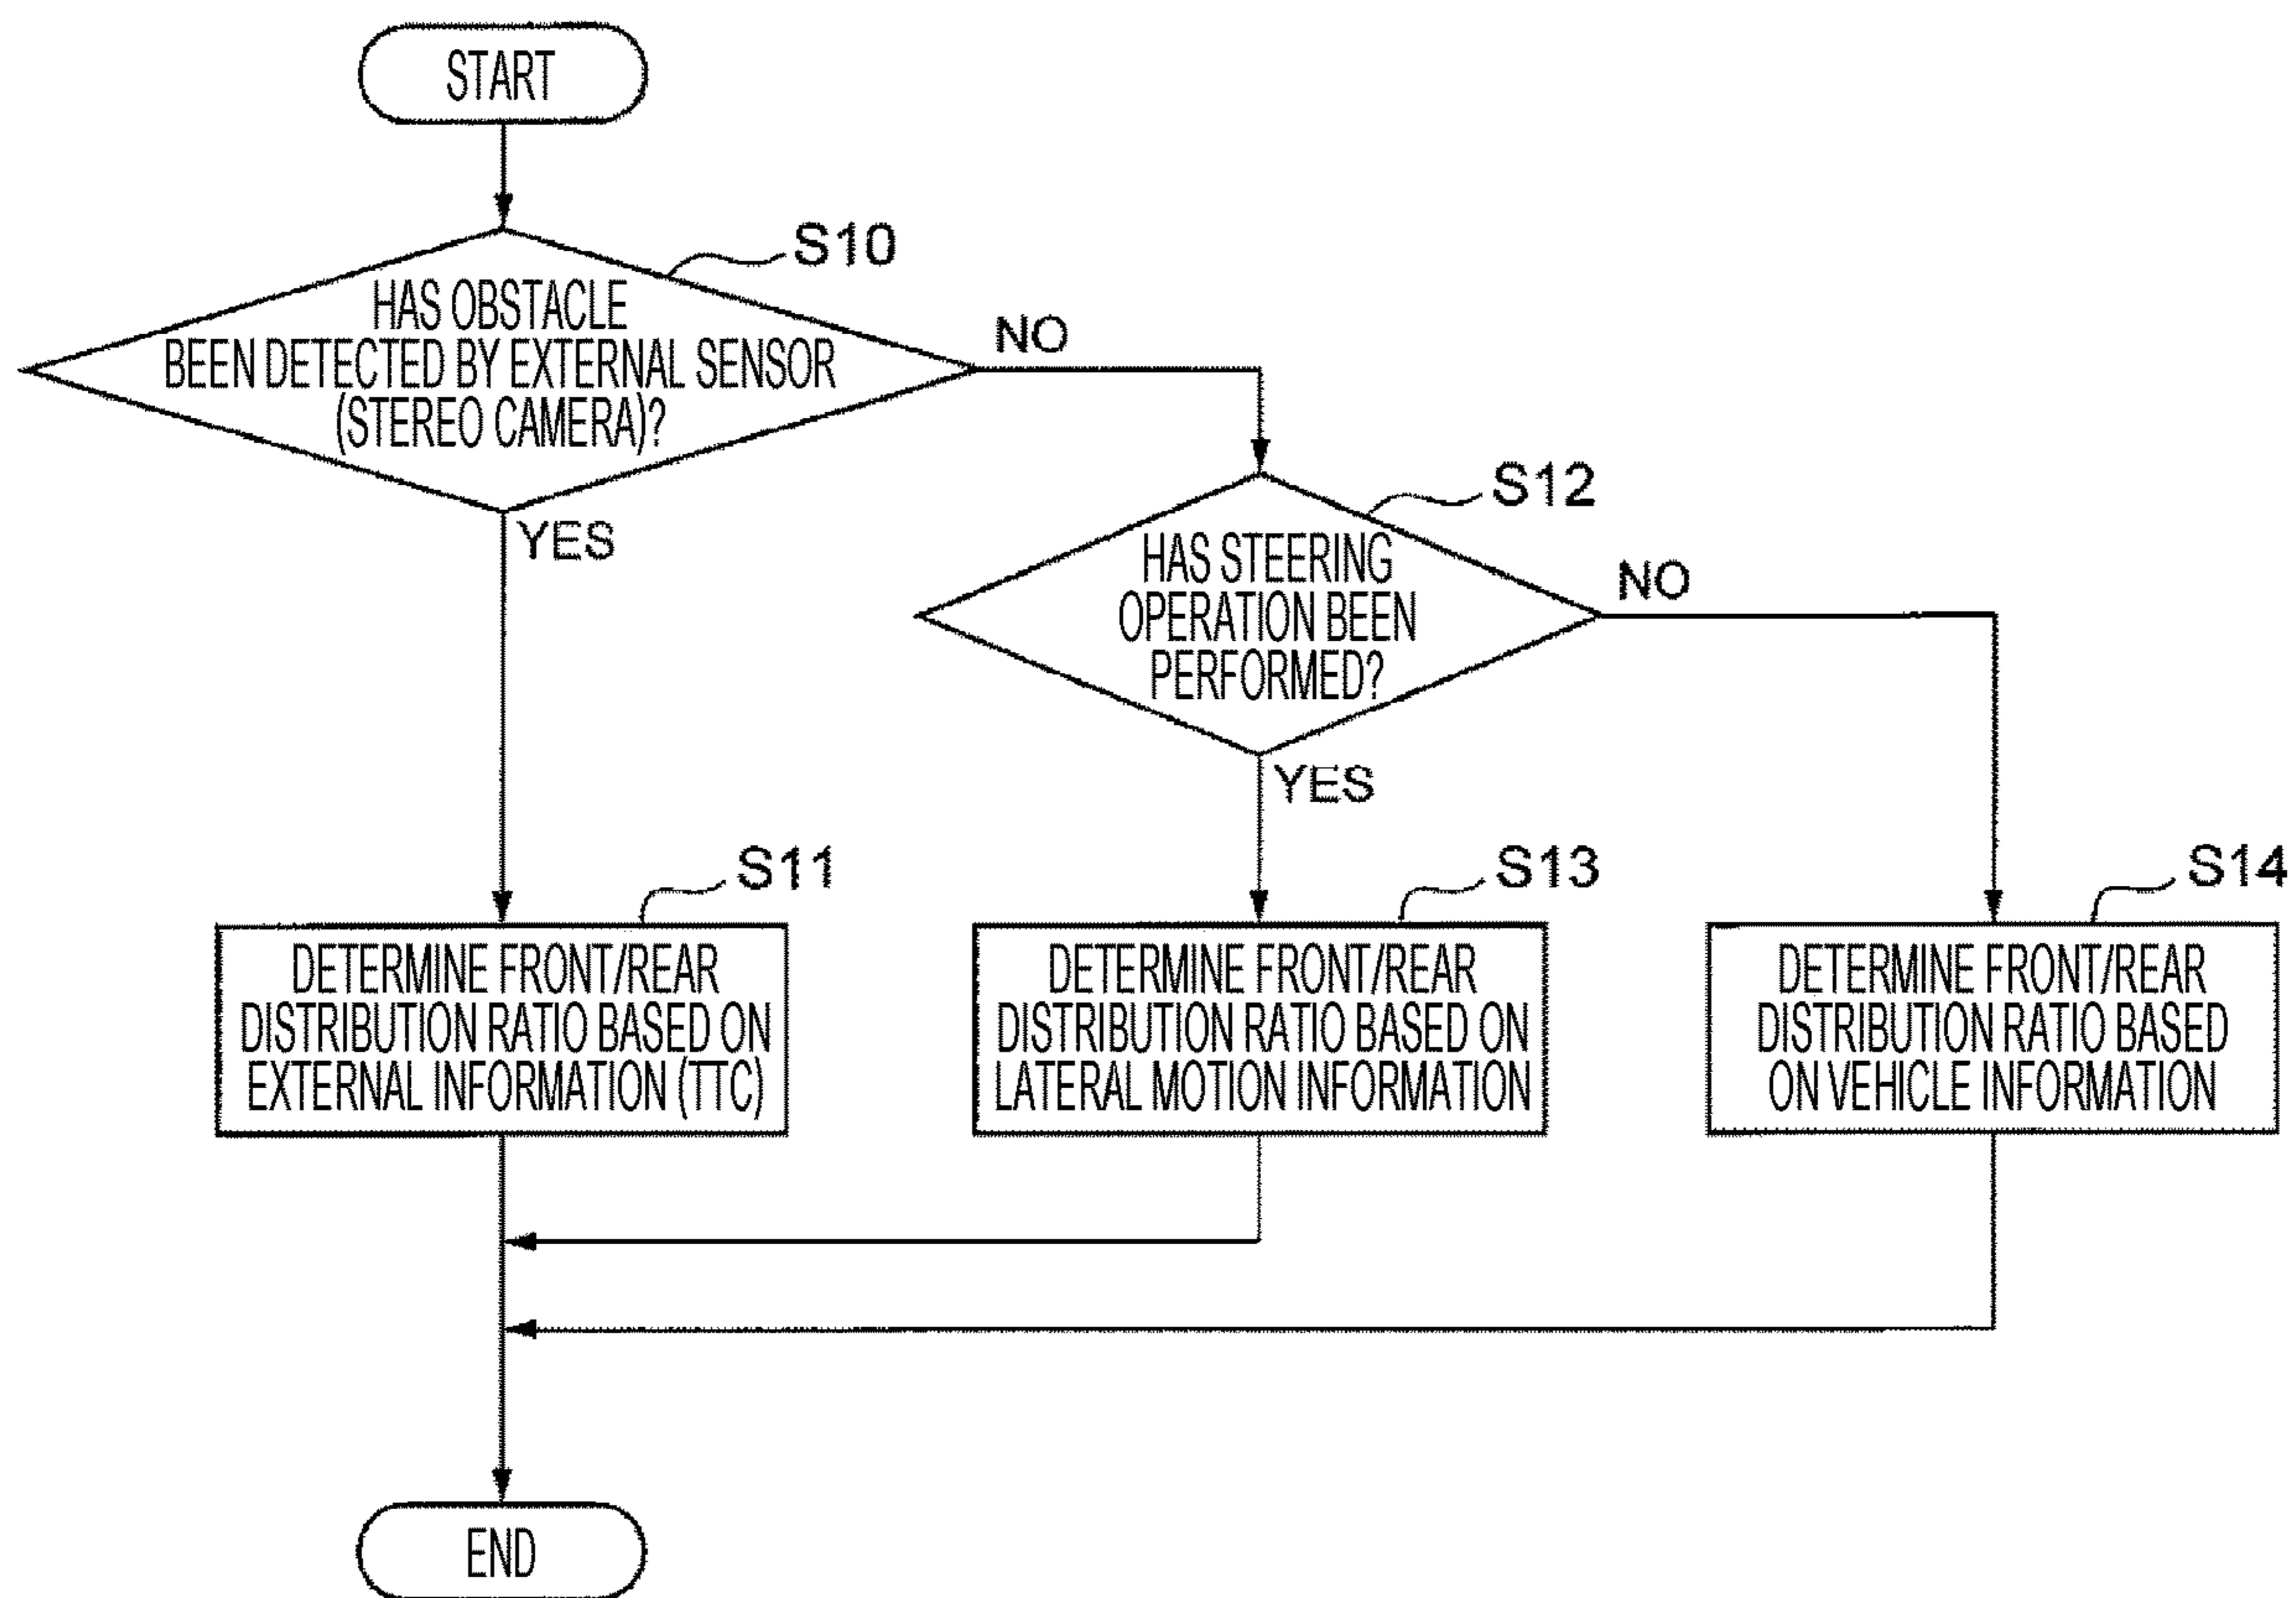 START
S10
HAS OBSTACLE
BEEN DETECTED BY EXTERNAL SENSOR
(STEREO CAMERA)?
NO
YES
S12
HAS STEERING
OPERATION BEEN
PERFORMED?
NO
YES
S11
DETERMINE FRONT/REAR
DISTRIBUTION RATIO BASED ON
EXTERNAL INFORMATION (TTC)
S13
DETERMINE FRONT/REAR
DISTRIBUTION RATIO BASED ON
LATERAL MOTION INFORMATION
S14
DETERMINE FRONT/REAR
DISTRIBUTION RATIO BASED
ON VEHICLE INFORMATION
END